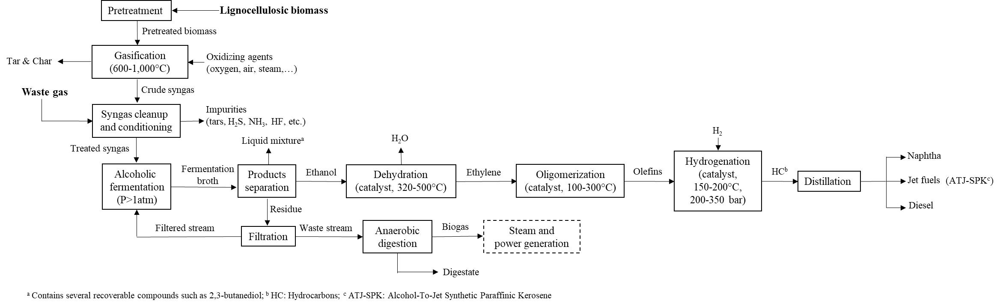 Pretreatment
Lignocellulosic biomass
Pretreated biomass
Gasification
(600-1,000°C)
Tar & Char
Oxidizing agents
(oxygen, air, steam,…)
Crude syngas
Waste gas
Syngas cleanup
and conditioning
Impurities
(tars, H₂S, NH₃, HF, etc.)
Treated syngas
Liquid mixtureᵃ
H₂O
H₂
Alcoholic
fermentation
(P>1atm)
Fermentation
broth
Products
separation
Ethanol
Dehydration
(catalyst, 320-500°C)
Ethylene
Oligomerization
(catalyst, 100-300°C)
Olefins
Hydrogenation
(catalyst,
150-200°C,
200-350 bar)
HCᵇ
Distillation
Naphtha
Jet fuels (ATJ-SPKᶜ)
Diesel
Residue
Filtered stream
Filtration
Waste stream
Anaerobic
digestion
Biogas
Steam and
power generation
Digestate
ᵃ Contains several recoverable compounds such as 2,3-butanediol; ᵇ HC: Hydrocarbons; ᶜ ATJ-SPK: Alcohol-To-Jet Synthetic Paraffinic Kerosene